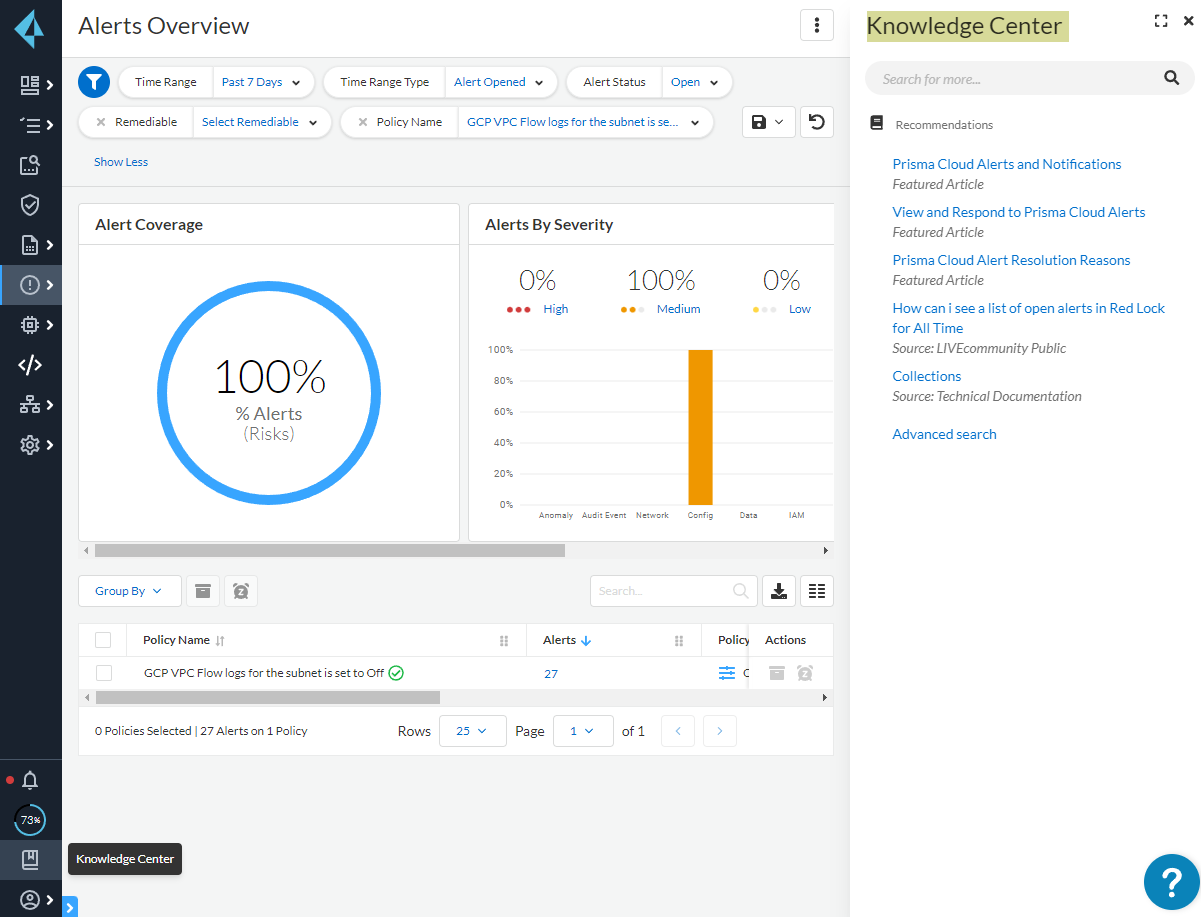 Alerts Overview
Time Range Past 7 Days Time Range Type Alert Opened Alert Status Open
Remediable Select Remediable Policy Name GCP VPC Flow logs for the subnet is se...
Show Less
Alert Coverage
100%
% Alerts
(Risks)
Alerts By Severity
0% 100% 0%
High Medium Low
100%
80%
60%
40%
20%
0%
Anomaly Audit Event Network Config Data IAM
Group By Search...
Policy Name Alerts Policy Actions
GCP VPC Flow logs for the subnet is set to Off 27 C
0 Policies Selected | 27 Alerts on 1 Policy Rows 25 Page 1 of 1
73%
Knowledge Center
Knowledge Center
Search for more...
Recommendations
Prisma Cloud Alerts and Notifications
Featured Article
View and Respond to Prisma Cloud Alerts
Featured Article
Prisma Cloud Alert Resolution Reasons
Featured Article
How can i see a list of open alerts in Red Lock
for All Time
Source: LIVEcommunity Public
Collections
Source: Technical Documentation
Advanced search
?